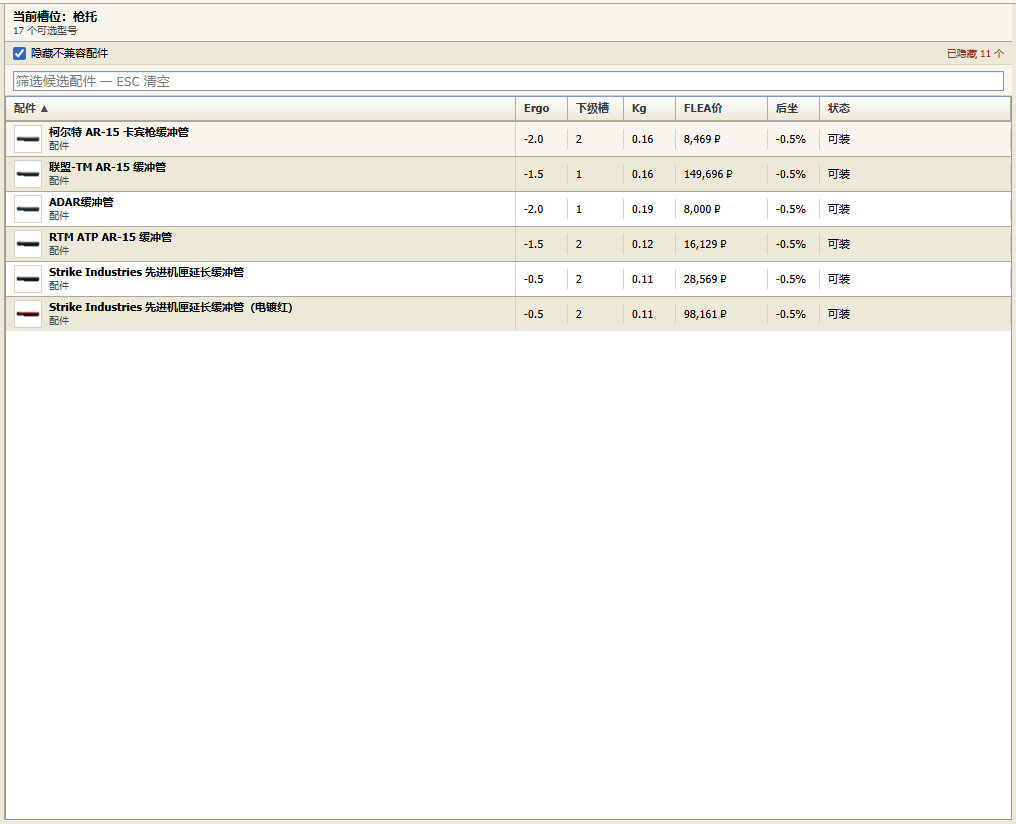 当前槽位：枪托
17 个可选型号
隐藏不兼容配件 已隐藏 11 个
筛选候选配件 — ESC 清空
配件 ▲ Ergo 下级槽 Kg FLEA价 后坐 状态
柯尔特 AR-15 卡宾枪缓冲管
配件
-2.0 2 0.16 8,469 ₽ -0.5% 可装
联盟-TM AR-15 缓冲管
配件
-1.5 1 0.16 149,696 ₽ -0.5% 可装
ADAR缓冲管
配件
-2.0 1 0.19 8,000 ₽ -0.5% 可装
RTM ATP AR-15 缓冲管
配件
-1.5 2 0.12 16,129 ₽ -0.5% 可装
Strike Industries 先进机匣延长缓冲管
配件
-0.5 2 0.11 28,569 ₽ -0.5% 可装
Strike Industries 先进机匣延长缓冲管（电镀红）
配件
-0.5 2 0.11 98,161 ₽ -0.5% 可装